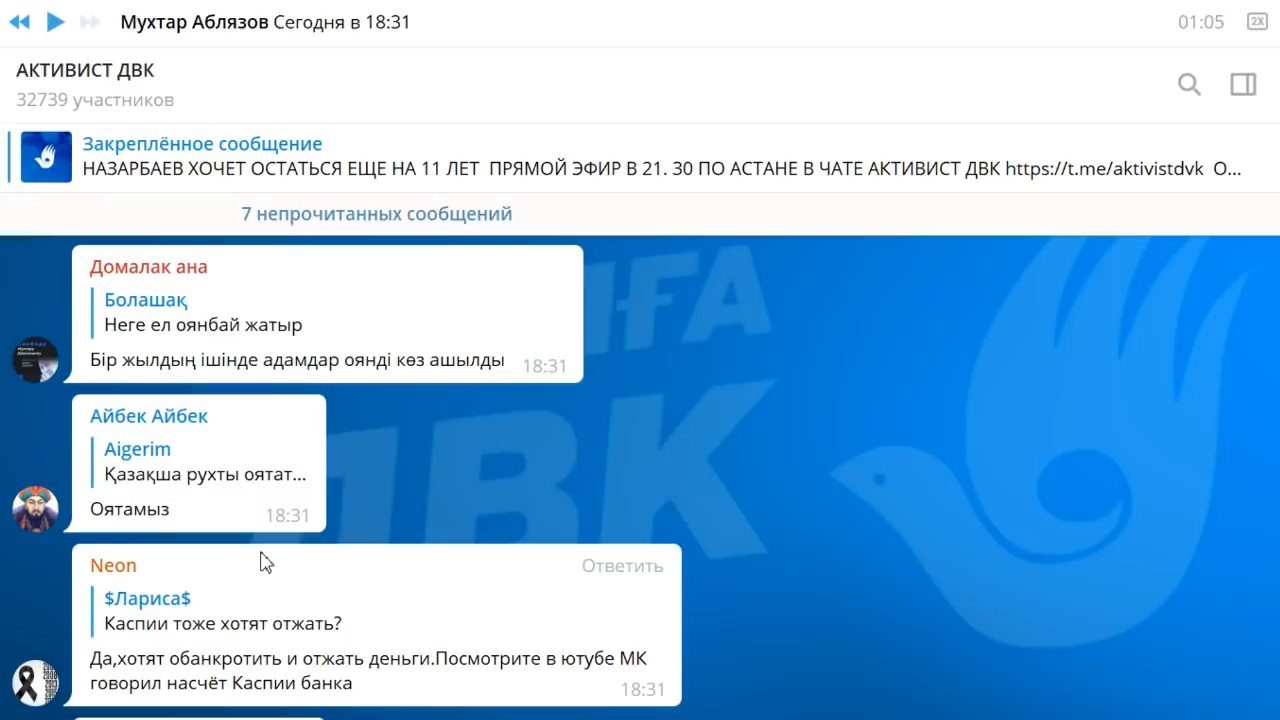 Мухтар Аблязов Сегодня в 18:31
01:05
2X
АКТИВИСТ ДВК
32739 участников
Закреплённое сообщение
НАЗАРБАЕВ ХОЧЕТ ОСТАТЬСЯ ЕЩЕ НА 11 ЛЕТ ПРЯМОЙ ЭФИР В 21. 30 ПО АСТАНЕ В ЧАТЕ АКТИВИСТ ДВК https://t.me/aktivistdvk О...
7 непрочитанных сообщений
Домалак ана
Болашақ
Неге ел оянбай жатыр
Бір жылдың ішінде адамдар оянді көз ашылды
18:31
Айбек Айбек
Aigerim
Қазақша рухты оятат...
Оятамыз
18:31
Neon
Ответить
$Лариса$
Каспии тоже хотят отжать?
Да,хотят обанкротить и отжать деньги.Посмотрите в ютубе МК
говорил насчёт Каспии банка
18:31
ДВК